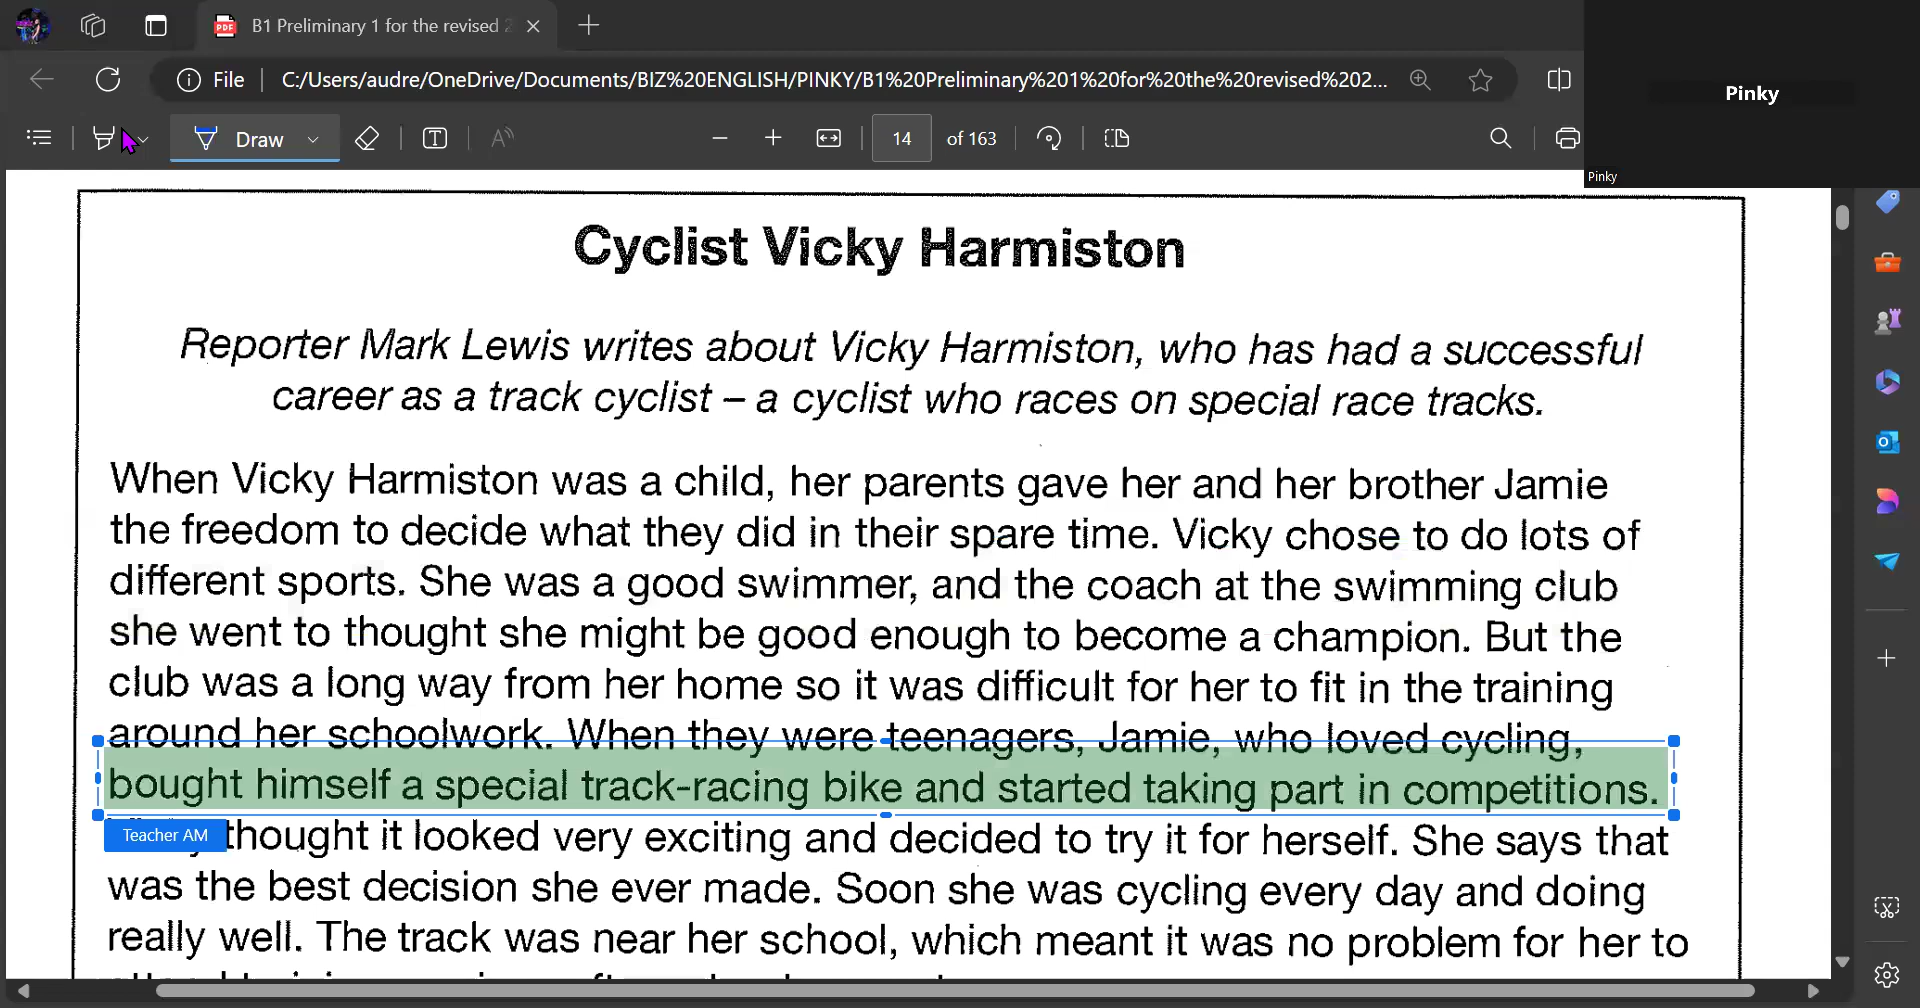 B1 Preliminary 1 for the revised
File
C:/Users/audre/OneDrive/Documents/BIZ%20ENGLISH/PINKY/B1%20Preliminary%201%20for%20the%20revised%202...
Pinky
Draw
14 of 163
Pinky
Cyclist Vicky Harmiston
Reporter Mark Lewis writes about Vicky Harmiston, who has had a successful
career as a track cyclist – a cyclist who races on special race tracks.
When Vicky Harmiston was a child, her parents gave her and her brother Jamie
the freedom to decide what they did in their spare time. Vicky chose to do lots of
different sports. She was a good swimmer, and the coach at the swimming club
she went to thought she might be good enough to become a champion. But the
club was a long way from her home so it was difficult for her to fit in the training
around her schoolwork. When they were teenagers, Jamie, who loved cycling,
bought himself a special track-racing bike and started taking part in competitions.
Teacher AM
thought it looked very exciting and decided to try it for herself. She says that
was the best decision she ever made. Soon she was cycling every day and doing
really well. The track was near her school, which meant it was no problem for her to